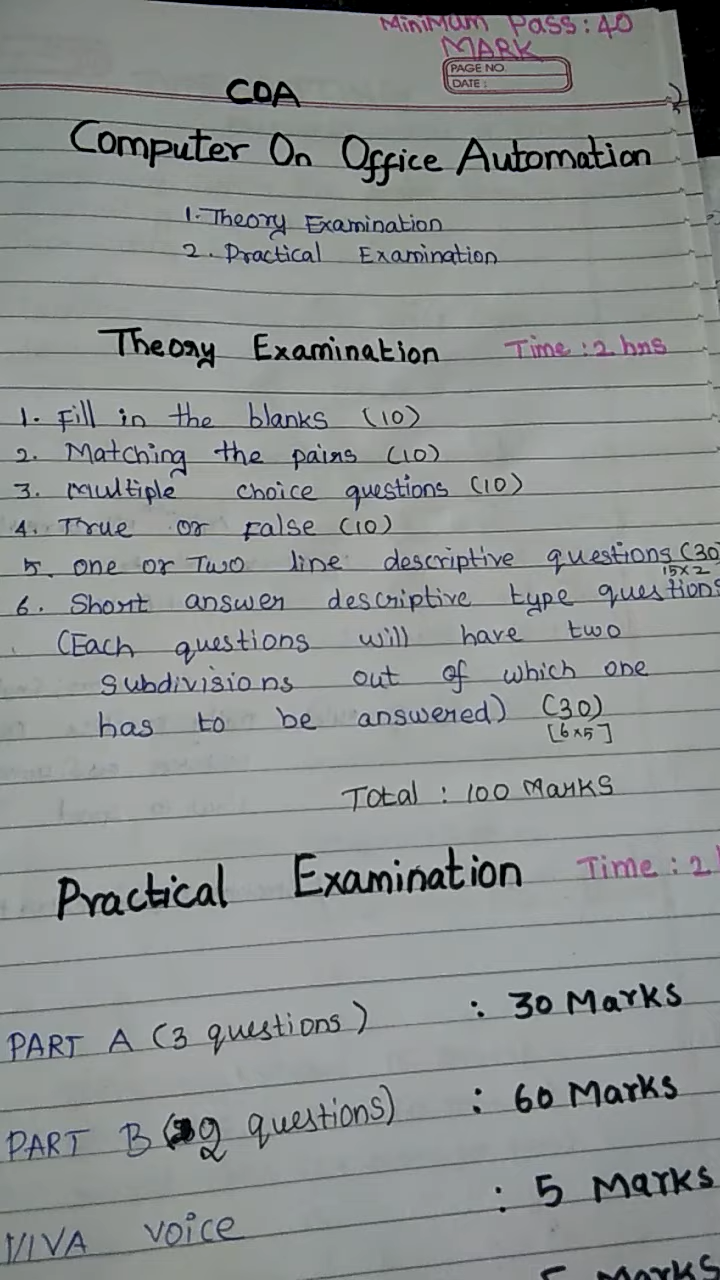 Minimum Pass: 40
MARK
PAGE NO.
DATE:
COA
Computer On Office Automation
1. Theory Examination
2. Practical Examination
Theory Examination Time: 2 hrs
1. Fill in the blanks (10)
2. Matching the pairs (10)
3. Multiple choice questions (10)
4. True or False (10)
5. One or Two line descriptive questions (30)
15x2
6. Short answer descriptive type questions
(Each questions will have two
subdivisions out of which one
has to be answered) (30)
[6x5]
Total : 100 Marks
Practical Examination Time: 2
PART A (3 questions) : 30 Marks
PART B (2 questions) : 60 Marks
VIVA voice : 5 Marks
5 Marks